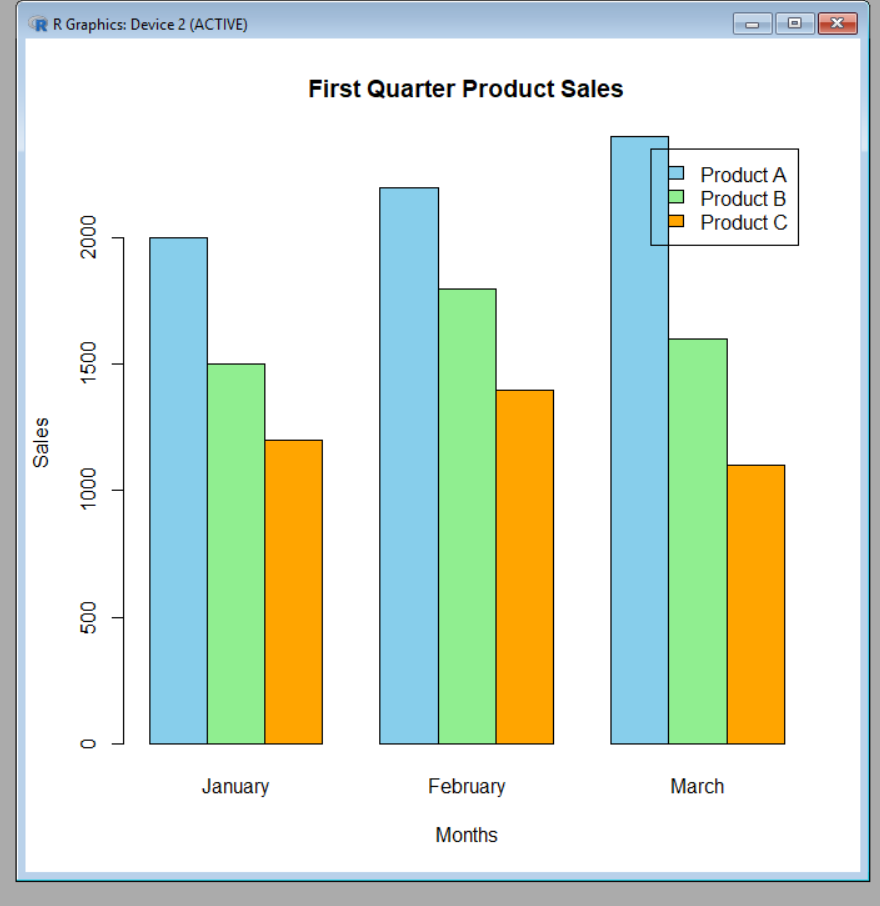 R Graphics: Device 2 (ACTIVE)
First Quarter Product Sales
Product A
Product B
Product C
2000
1500
1000
500
0
Sales
January
February
March
Months